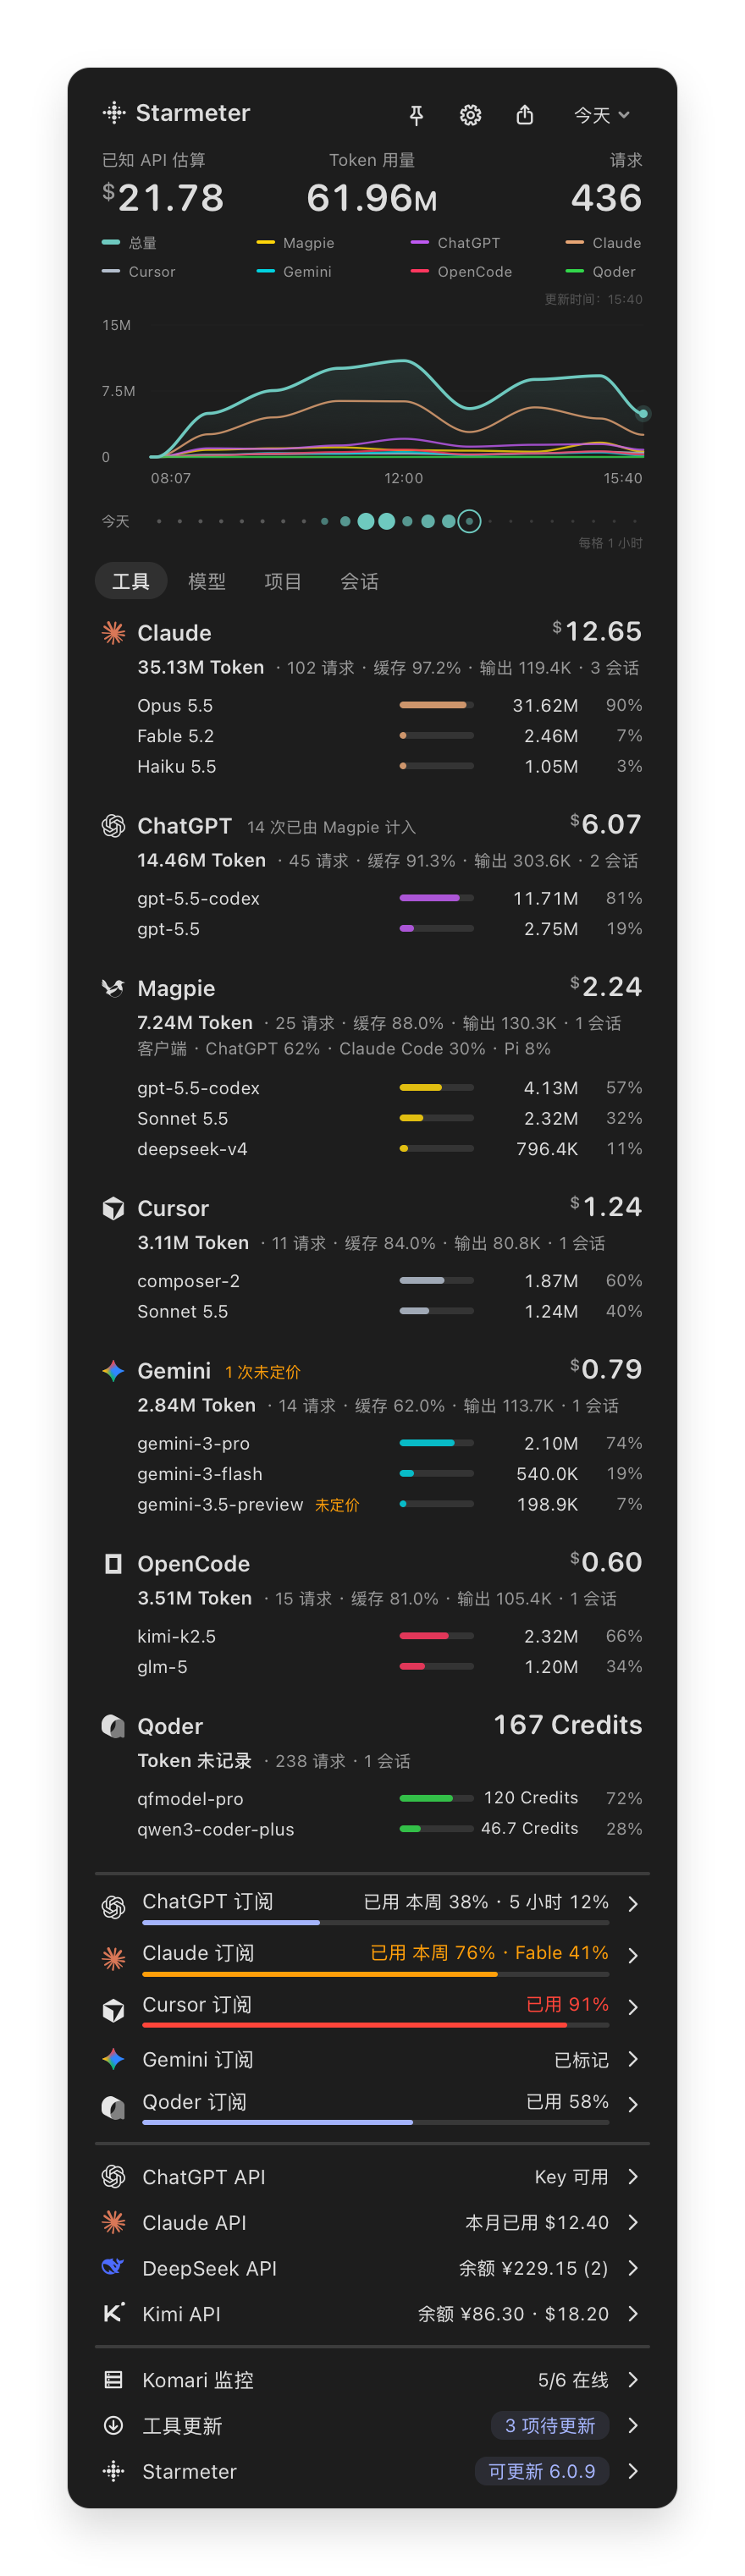 Starmeter 今天
已知 API 估算 Token 用量 请求
$21.78 61.96M 436
总量 Magpie ChatGPT Claude
Cursor Gemini OpenCode Qoder
更新时间：15:40
15M
7.5M
0
08:07 12:00 15:40
今天
每格 1 小时
工具 模型 项目 会话
Claude $12.65
35.13M Token · 102 请求 · 缓存 97.2% · 输出 119.4K · 3 会话
Opus 5.5 31.62M 90%
Fable 5.2 2.46M 7%
Haiku 5.5 1.05M 3%
ChatGPT 14 次已由 Magpie 计入 $6.07
14.46M Token · 45 请求 · 缓存 91.3% · 输出 303.6K · 2 会话
gpt-5.5-codex 11.71M 81%
gpt-5.5 2.75M 19%
Magpie $2.24
7.24M Token · 25 请求 · 缓存 88.0% · 输出 130.3K · 1 会话
客户端 · ChatGPT 62% · Claude Code 30% · Pi 8%
gpt-5.5-codex 4.13M 57%
Sonnet 5.5 2.32M 32%
deepseek-v4 796.4K 11%
Cursor $1.24
3.11M Token · 11 请求 · 缓存 84.0% · 输出 80.8K · 1 会话
composer-2 1.87M 60%
Sonnet 5.5 1.24M 40%
Gemini 1 次未定价 $0.79
2.84M Token · 14 请求 · 缓存 62.0% · 输出 113.7K · 1 会话
gemini-3-pro 2.10M 74%
gemini-3-flash 540.0K 19%
gemini-3.5-preview 未定价 198.9K 7%
OpenCode $0.60
3.51M Token · 15 请求 · 缓存 81.0% · 输出 105.4K · 1 会话
kimi-k2.5 2.32M 66%
glm-5 1.20M 34%
Qoder 167 Credits
Token 未记录 · 238 请求 · 1 会话
qfmodel-pro 120 Credits 72%
qwen3-coder-plus 46.7 Credits 28%
ChatGPT 订阅 已用 本周 38% · 5 小时 12%
Claude 订阅 已用 本周 76% · Fable 41%
Cursor 订阅 已用 91%
Gemini 订阅 已标记
Qoder 订阅 已用 58%
ChatGPT API Key 可用
Claude API 本月已用 $12.40
DeepSeek API 余额 ¥229.15 (2)
Kimi API 余额 ¥86.30 · $18.20
Komari 监控 5/6 在线
工具更新 3 项待更新
Starmeter 可更新 6.0.9